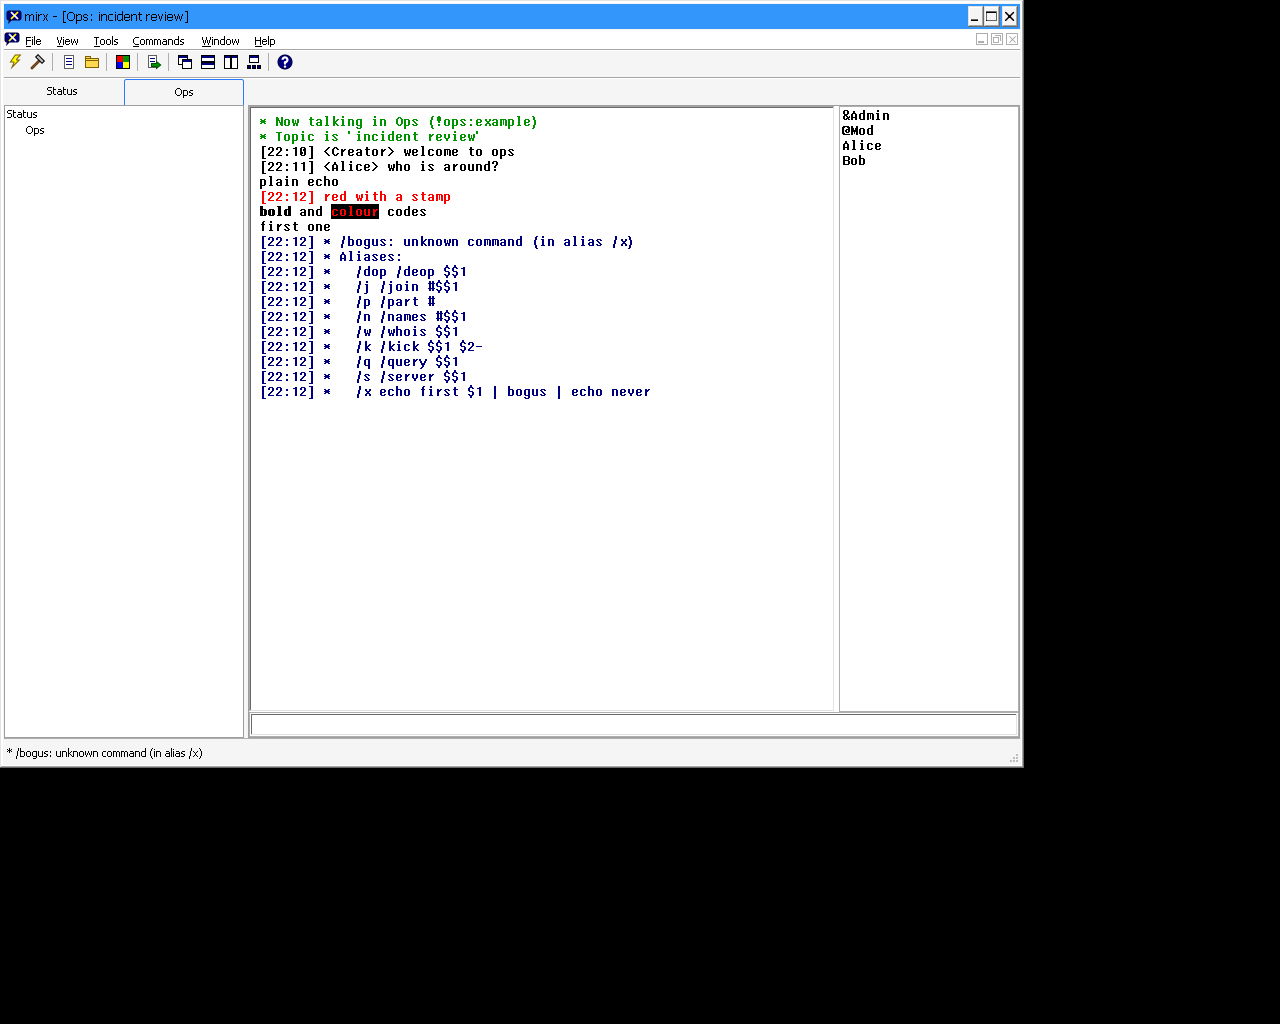 mirx - [Ops: incident review]
File View Tools Commands Window Help
Status Ops
Status
Ops
* Now talking in Ops (!ops:example)
* Topic is 'incident review'
[22:10] <Creator> welcome to ops
[22:11] <Alice> who is around?
plain echo
[22:12] red with a stamp
bold and colour codes
first one
[22:12] * /bogus: unknown command (in alias /x)
[22:12] * Aliases:
[22:12] *   /dop /deop $$1
[22:12] *   /j /join #$$1
[22:12] *   /p /part #
[22:12] *   /n /names #$$1
[22:12] *   /w /whois $$1
[22:12] *   /k /kick $$1 $2-
[22:12] *   /q /query $$1
[22:12] *   /s /server $$1
[22:12] *   /x echo first $1 | bogus | echo never
&Admin
@Mod
Alice
Bob
* /bogus: unknown command (in alias /x)